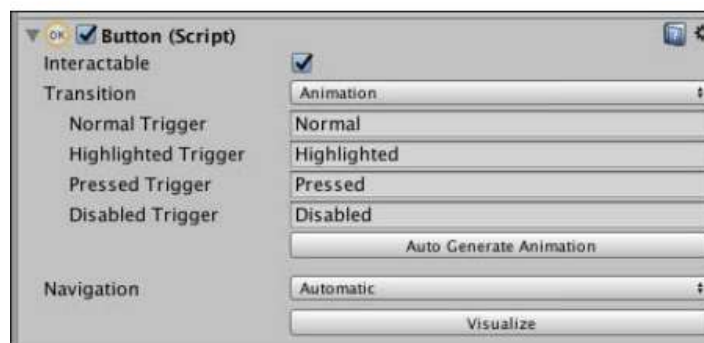 OK Button (Script)
Interactable
Transition Animation
Normal Trigger Normal
Highlighted Trigger Highlighted
Pressed Trigger Pressed
Disabled Trigger Disabled
Auto Generate Animation
Navigation Automatic
Visualize